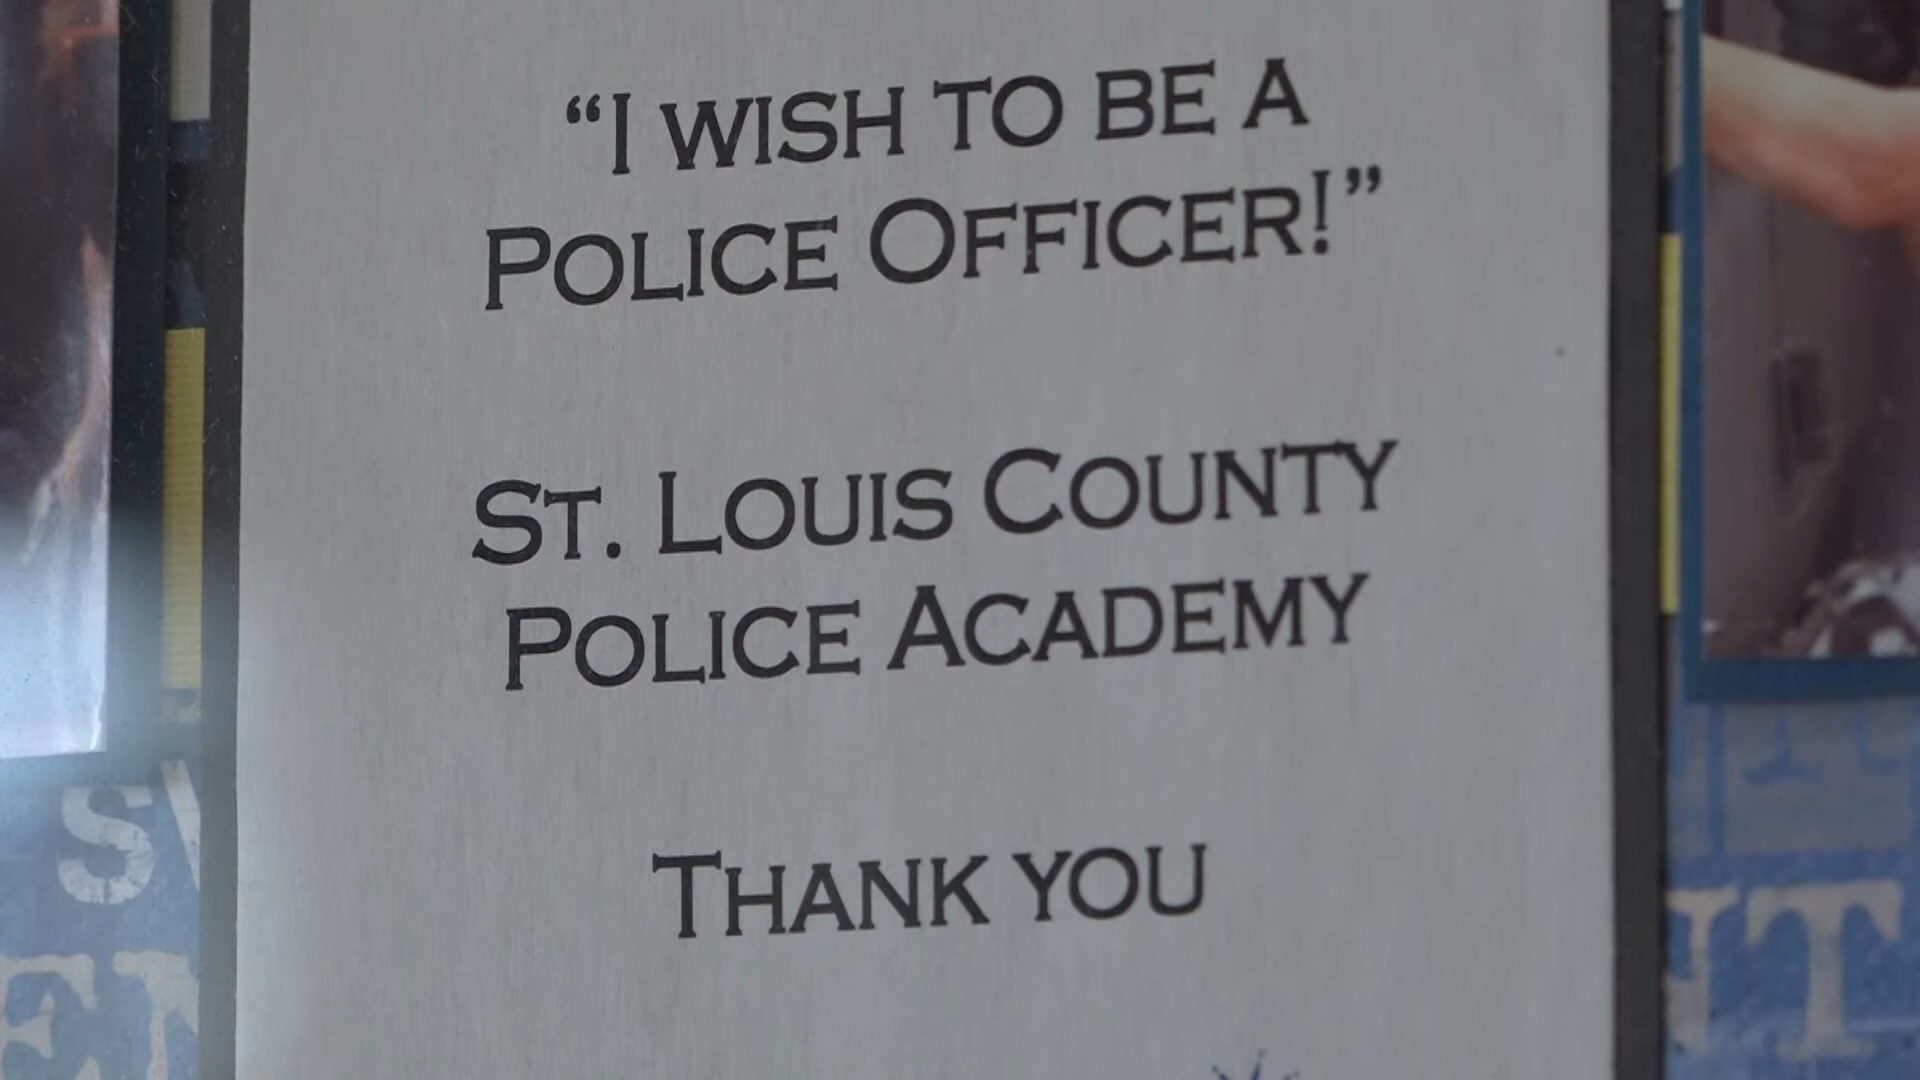 “I WISH TO BE A
POLICE OFFICER!”
ST. LOUIS COUNTY
POLICE ACADEMY
THANK YOU